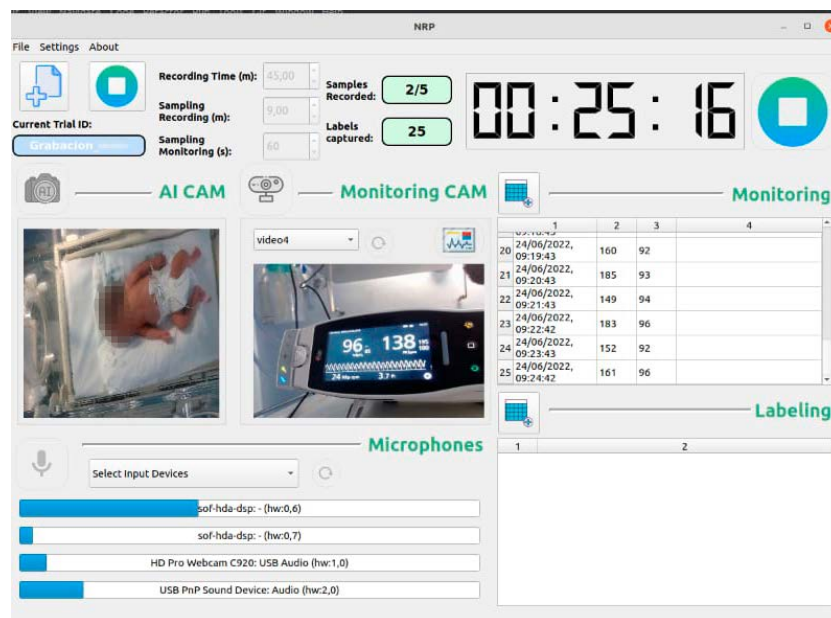 NRP
File Settings About
Recording Time (m): 45,00
Samples Recorded: 2/5
00:25:16
Sampling Recording (m): 9,00
Current Trial ID:
Labels captured: 25
Grabacion
Sampling Monitoring (s): 60
AI CAM
Monitoring CAM
Monitoring
video4
1 2 3 4
20 24/06/2022, 09:19:43 160 92
21 24/06/2022, 09:20:43 185 93
22 24/06/2022, 09:21:43 149 94
23 24/06/2022, 09:22:42 183 96
24 24/06/2022, 09:23:43 152 92
25 24/06/2022, 09:24:42 161 96
96 138
24 3.7
Labeling
1 2
Microphones
Select Input Devices
sof-hda-dsp: - (hw:0,6)
sof-hda-dsp: - (hw:0,7)
HD Pro Webcam C920: USB Audio (hw:1,0)
USB PnP Sound Device: Audio (hw:2,0)